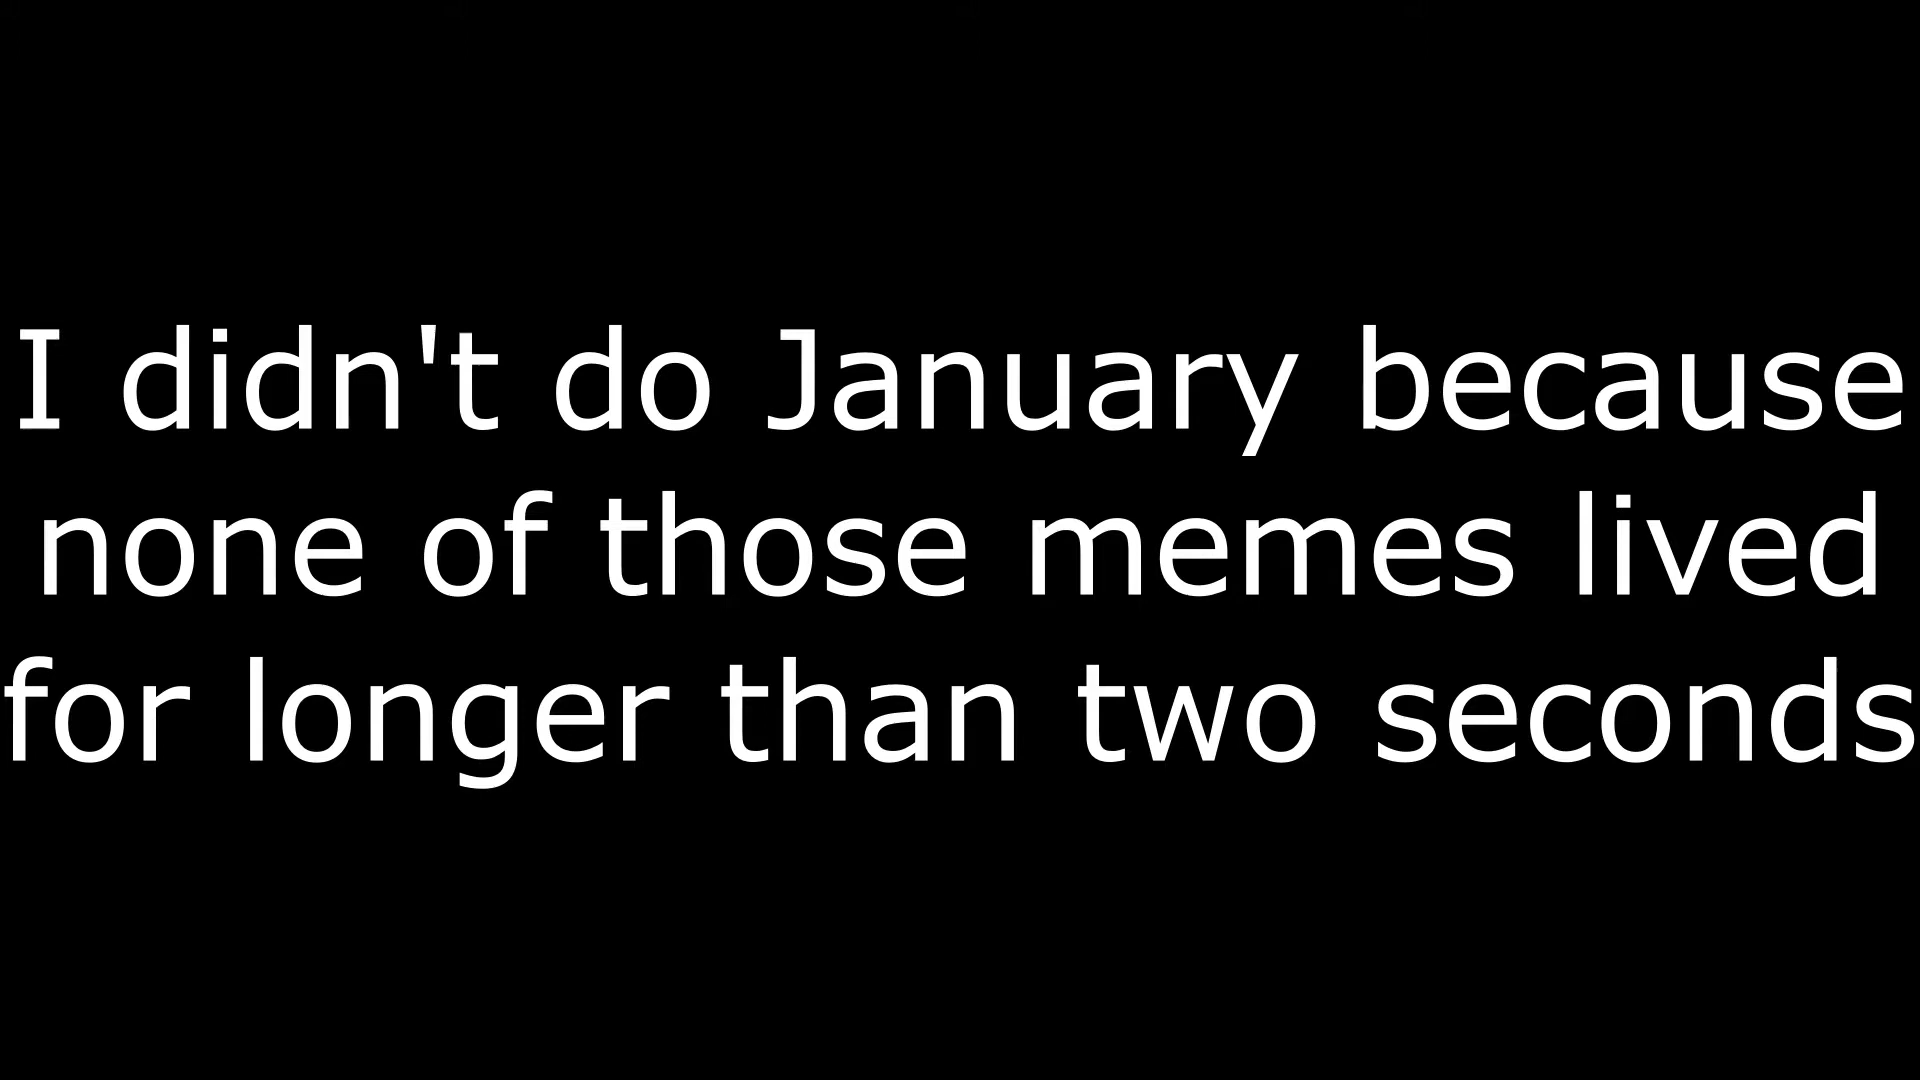 I didn't do January because
none of those memes lived
for longer than two seconds